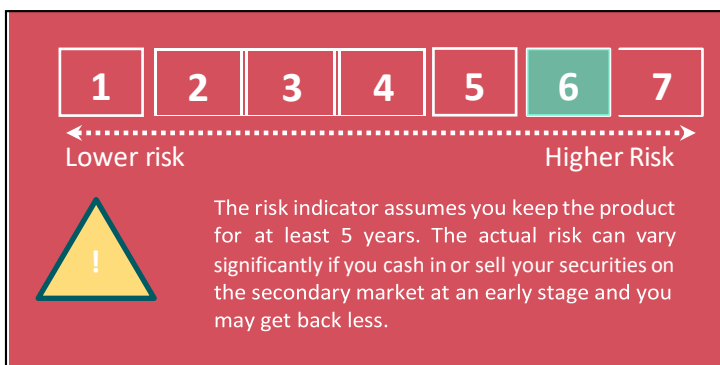 1 2 3 4 5 6 7
Lower risk Higher Risk
!
The risk indicator assumes you keep the product
for at least 5 years. The actual risk can vary
significantly if you cash in or sell your securities on
the secondary market at an early stage and you
may get back less.